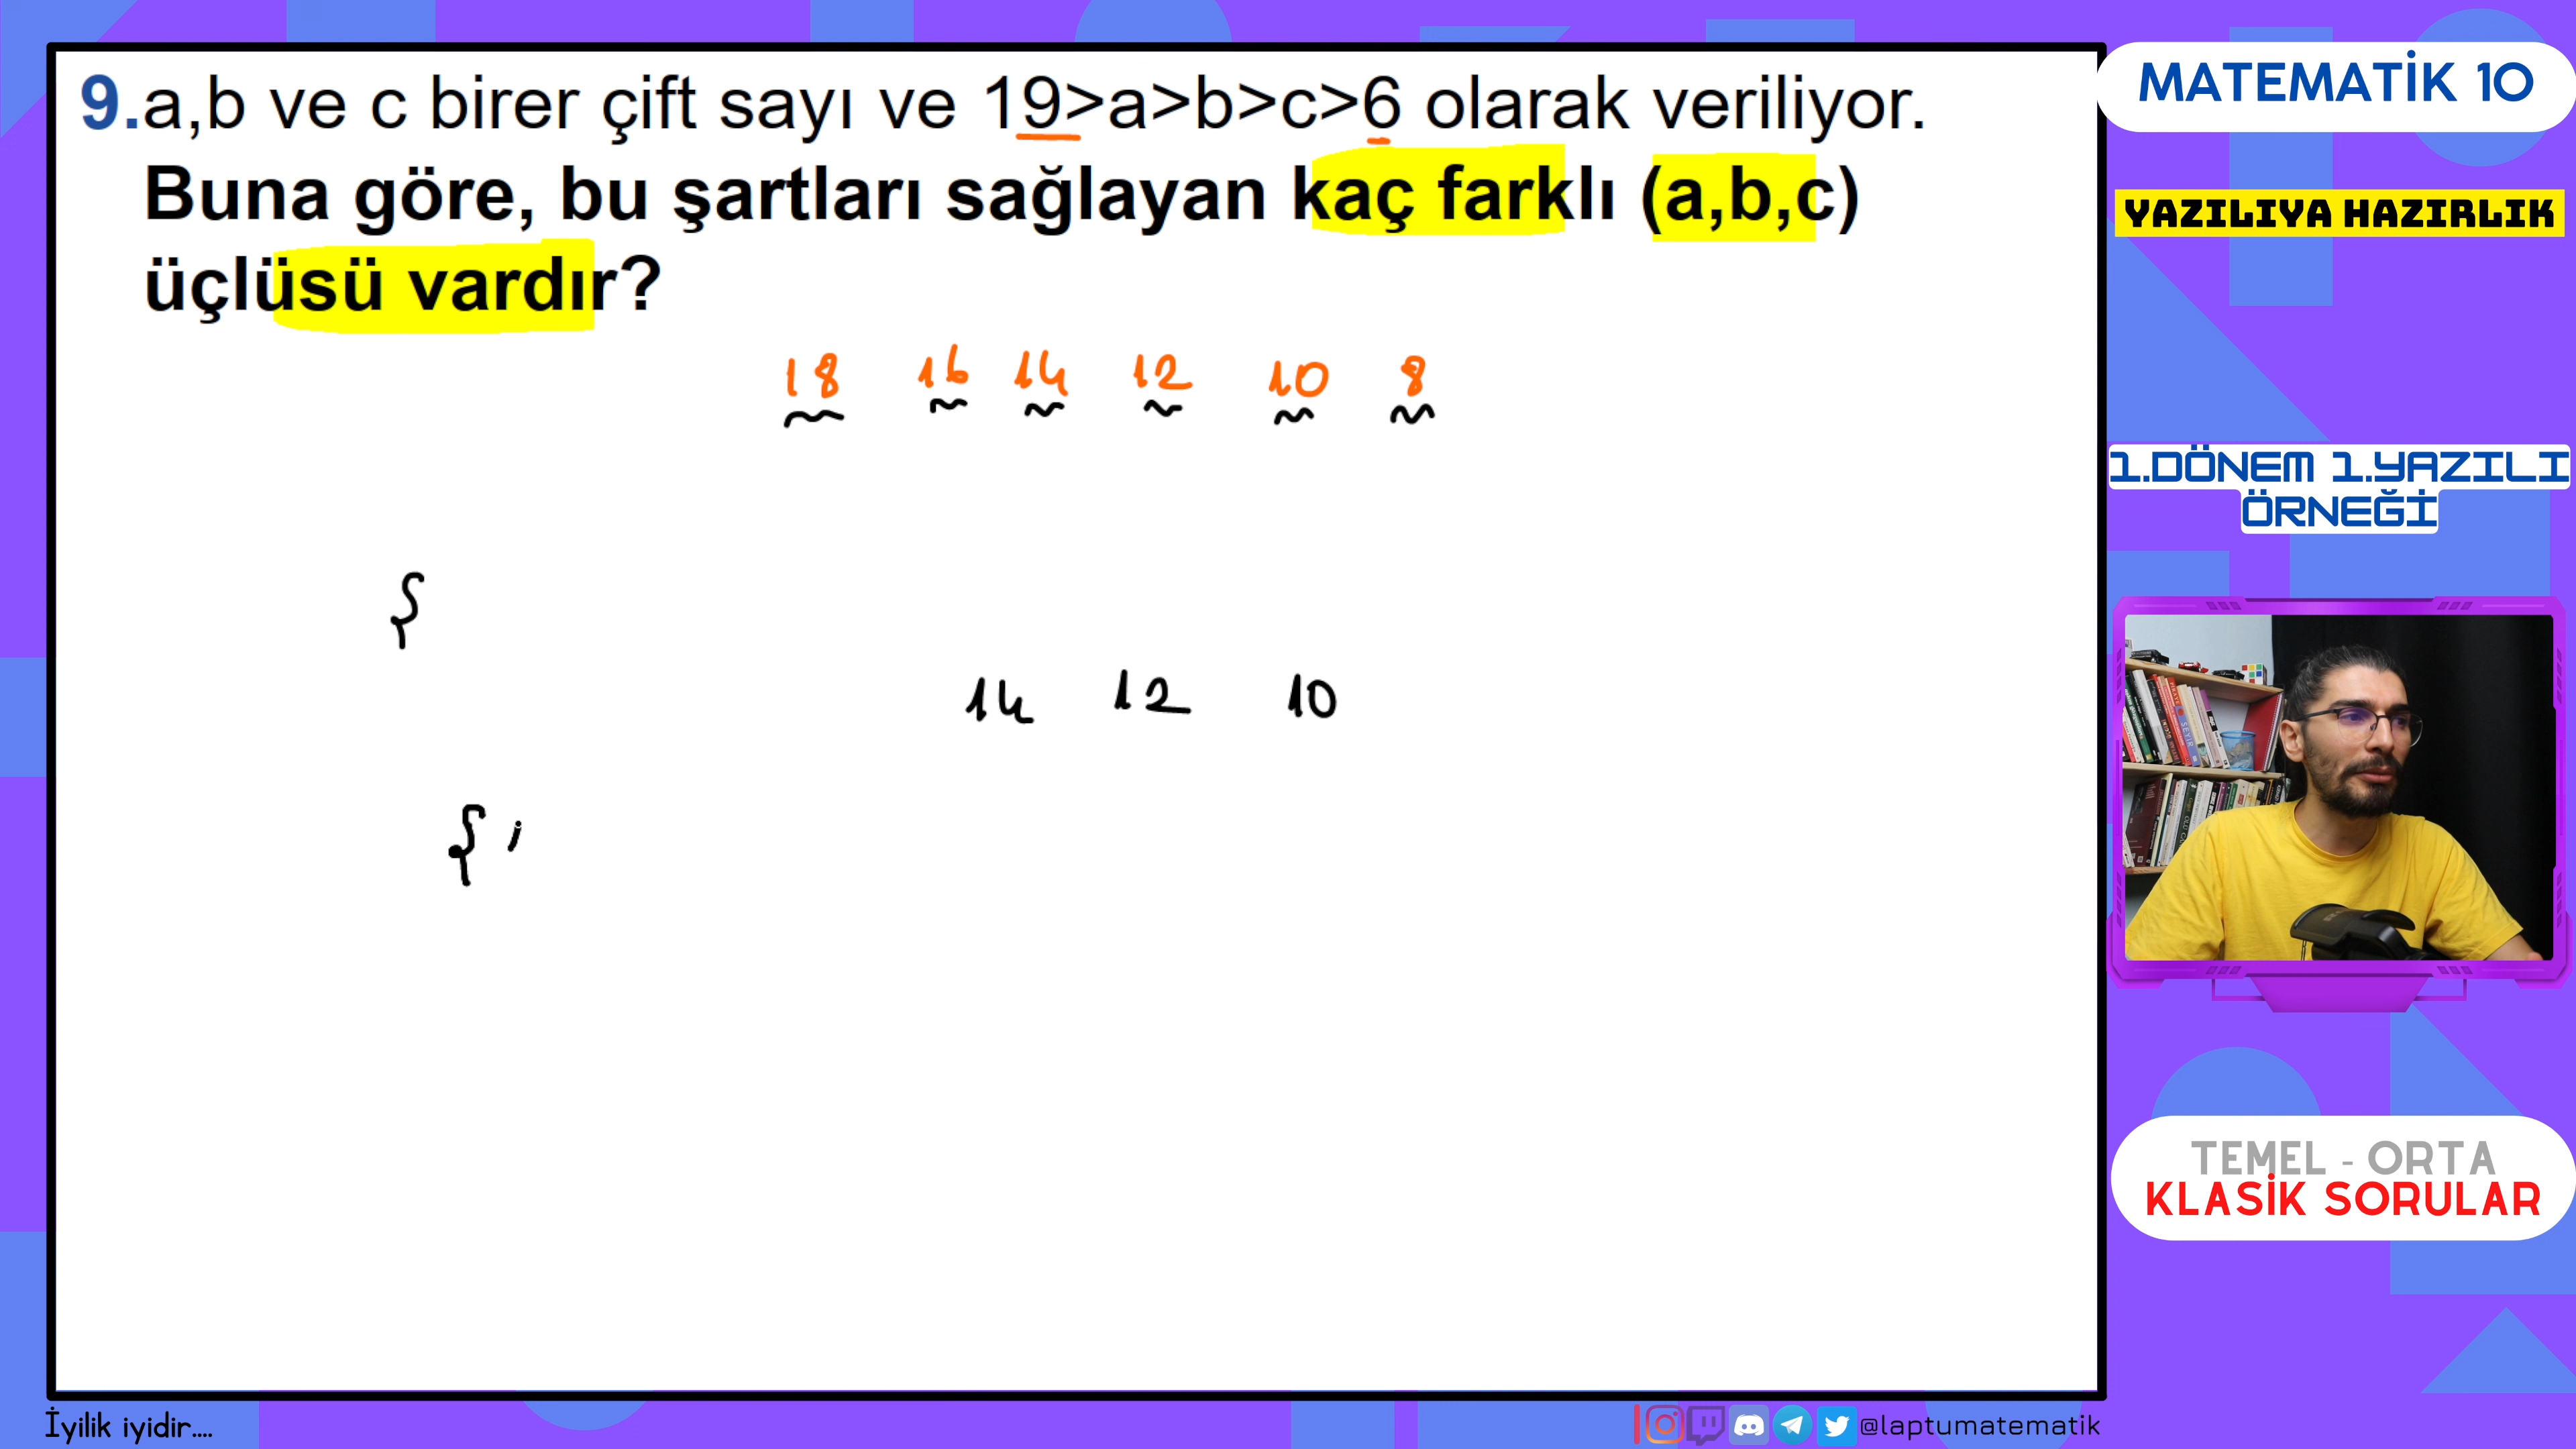 9.a,b ve c birer çift sayı ve 19>a>b>c>6 olarak veriliyor.
Buna göre, bu şartları sağlayan kaç farklı (a,b,c)
üçlüsü vardır?
18 16 14 12 10 8
14 12 10
MATEMATİK 10
YAZILIYA HAZIRLIK
1.DÖNEM 1.YAZILI
ÖRNEĞİ
TEMEL - ORTA
KLASİK SORULAR
İyilik iyidir....
@laptumatematik